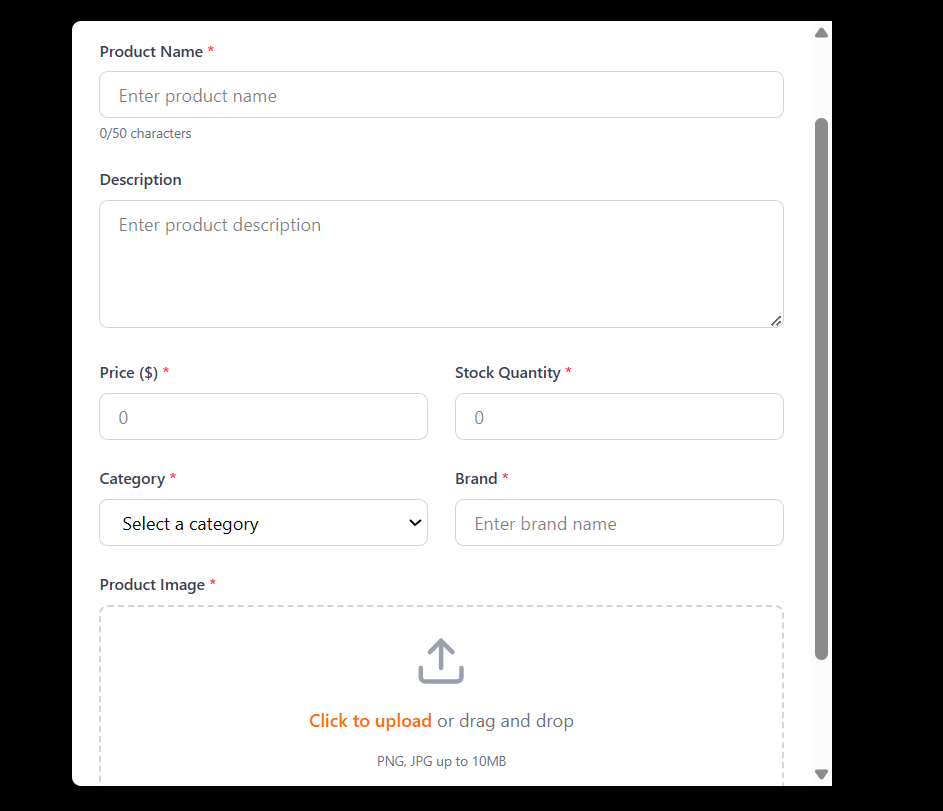 Product Name *
Enter product name
0/50 characters
Description
Enter product description
Price ($) *
Stock Quantity *
0
0
Category *
Brand *
Select a category
Enter brand name
Product Image *
Click to upload or drag and drop
PNG, JPG up to 10MB